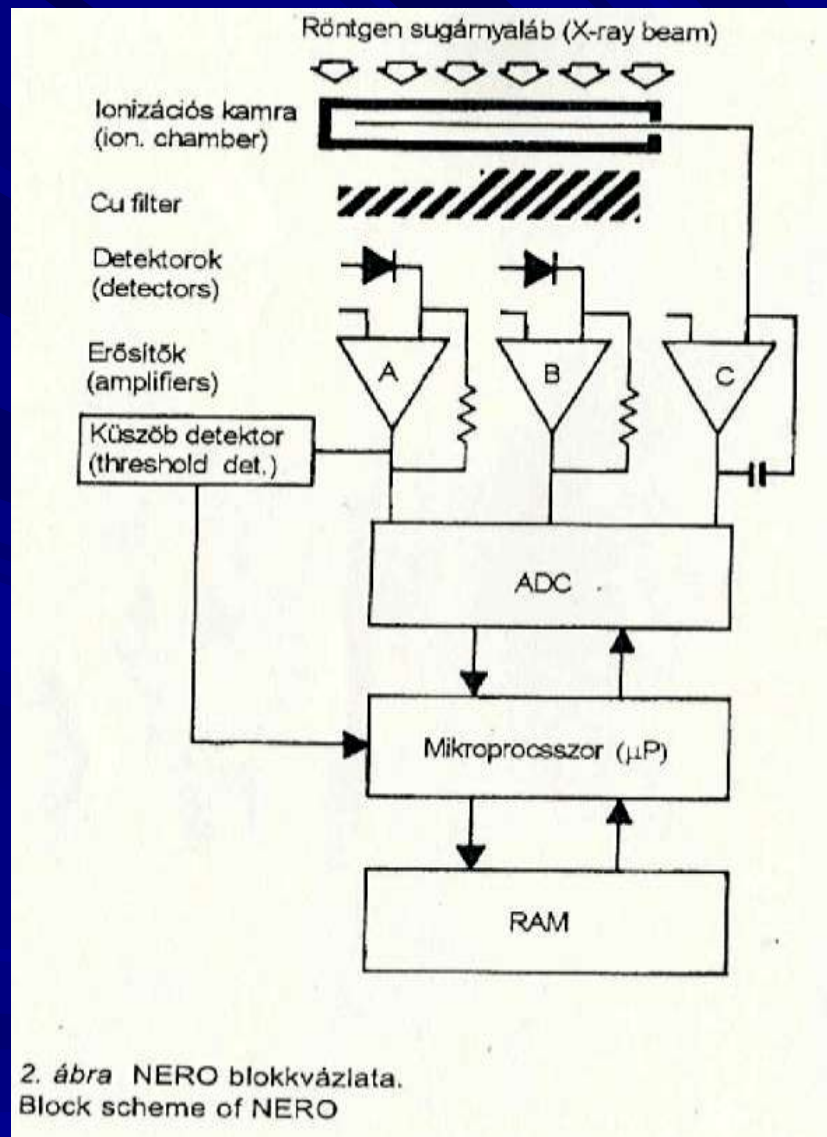 Röntgen sugárnyaláb (X-ray beam)
Ionizációs kamra
(ion. chamber)
Cu filter
Detektorok
(detectors)
Erősítők
(amplifiers)
A
B
C
Küszöb detektor
(threshold det.)
ADC
Mikroprocsszor (μP)
RAM
2. ábra NERO blokkvázlata.
Block scheme of NERO